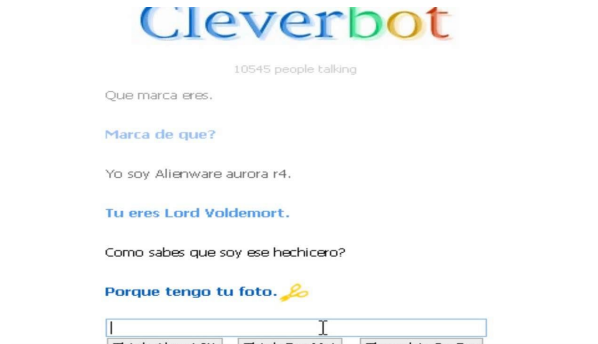 Cleverbot
10545 people talking
Que marca eres.
Marca de que?
Yo soy Alienware aurora r4.
Tu eres Lord Voldemort.
Como sabes que soy ese hechicero?
Porque tengo tu foto.